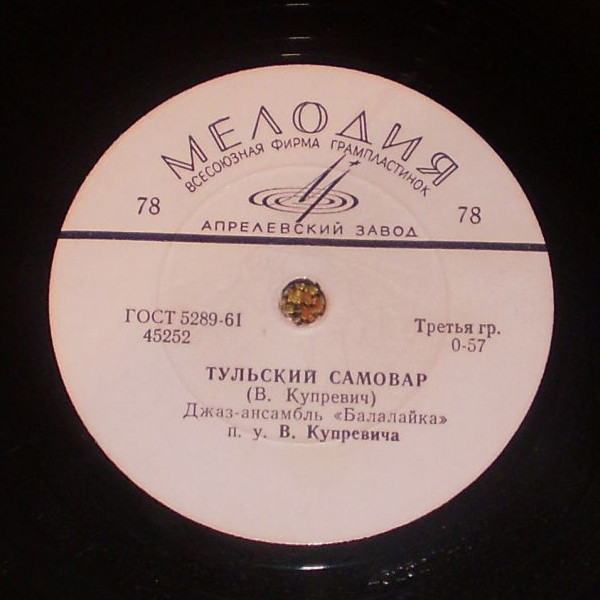 МЕЛОДИЯ
ВСЕСОЮЗНАЯ ФИРМА ГРАМПЛАСТИНОК
78 78
АПРЕЛЕВСКИЙ ЗАВОД
ГОСТ 5289-61 Третья гр.
45252 0-57
ТУЛЬСКИЙ САМОВАР
(В. Купревич)
Джаз-ансамбль «Балалайка»
п. у. В. Купревича